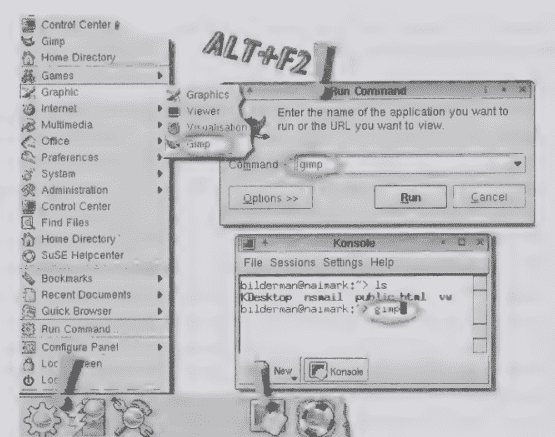 Control Center
Gimp
Home Directory
Games
Graphic
Internet
Multimedia
Office
Preferences
System
Administration
Control Center
Find Files
Home Directory
SuSE Helpcenter
Bookmarks
Recent Documents
Quick Browser
Run Command...
Configure Panel
Graphics
Viewer
Visualisation
Gimp
ALT+F2
Run Command
Enter the name of the application you want to
run or the URL you want to view.
Command gimp
Options >>
Run
Cancel
Konsole
File Sessions Settings Help
bilderman@naimark:~> ls
KDesktop nsmail public_html vw
bilderman@naimark:~> gimp
New
Konsole